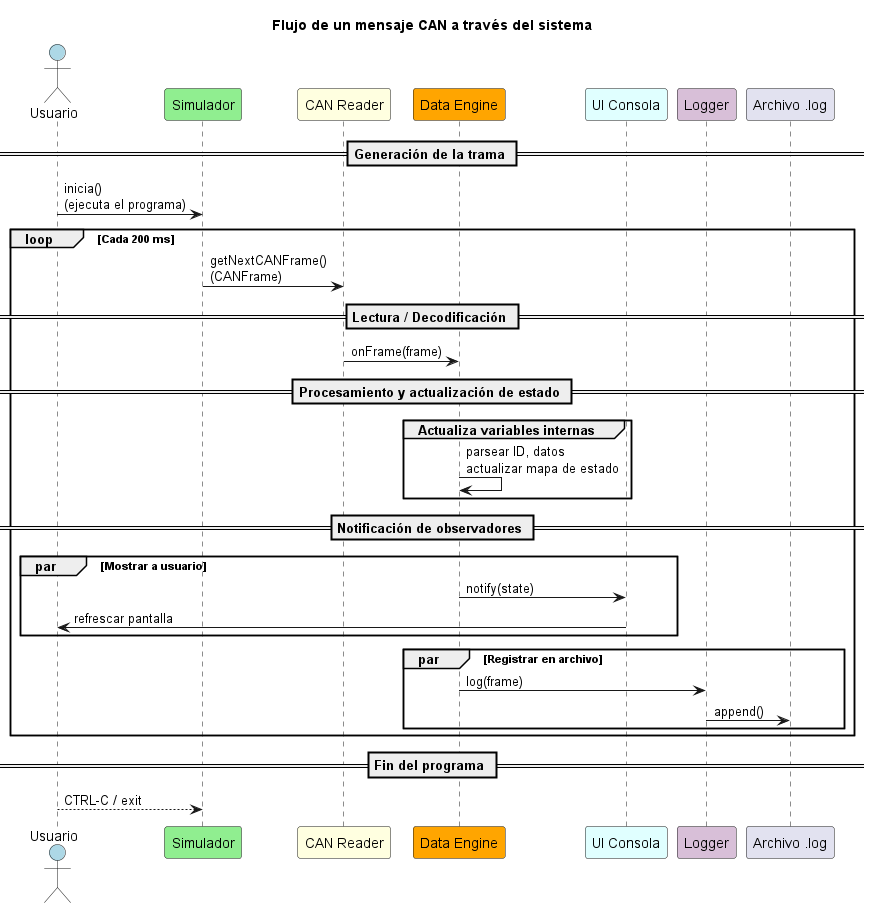 Flujo de un mensaje CAN a través del sistema
Usuario
Simulador
CAN Reader
Data Engine
UI Consola
Logger
Archivo .log
Generación de la trama
inicia()
(ejecuta el programa)
loop
[Cada 200 ms]
getNextCANFrame()
(CANFrame)
Lectura / Decodificación
onFrame(frame)
Procesamiento y actualización de estado
Actualiza variables internas
parsear ID, datos
actualizar mapa de estado
Notificación de observadores
par
[Mostrar a usuario]
notify(state)
refrescar pantalla
par
[Registrar en archivo]
log(frame)
append()
Fin del programa
CTRL-C / exit
Usuario
Simulador
CAN Reader
Data Engine
UI Consola
Logger
Archivo .log